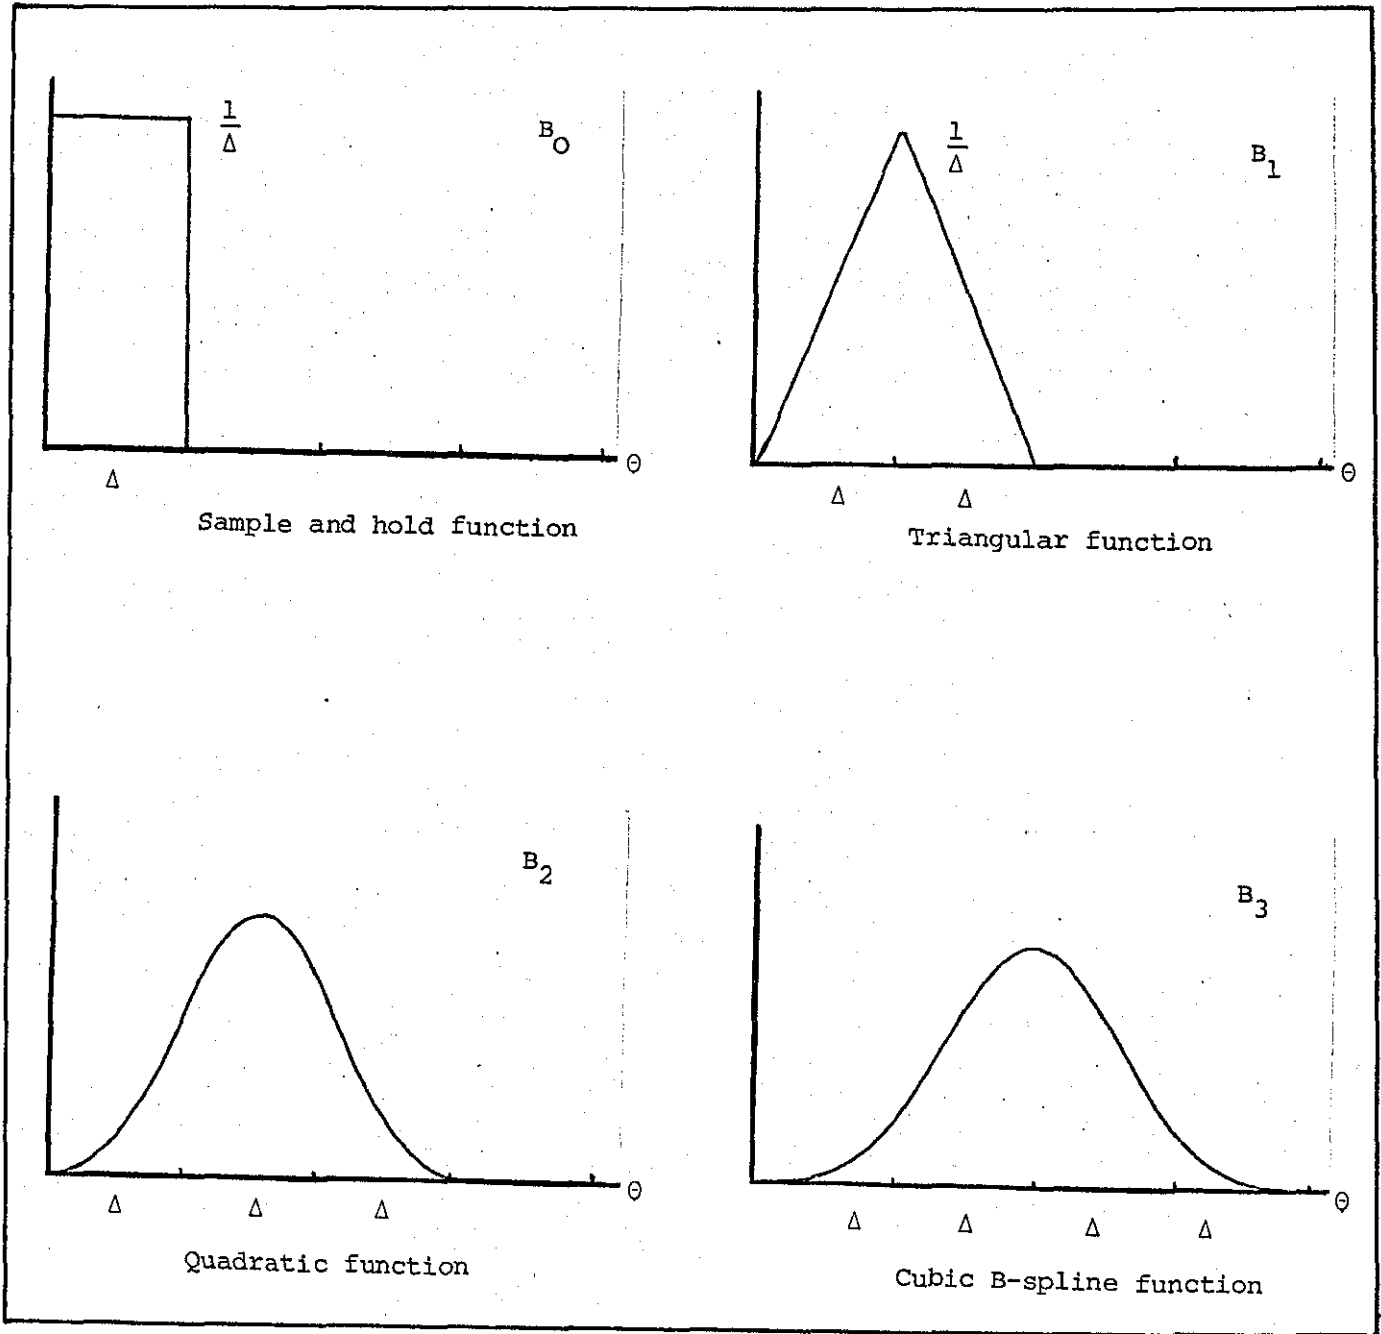 1
Δ
B0
Θ
Δ
Sample and hold function
1
Δ
B1
Θ
Δ Δ
Triangular function
B2
Θ
Δ Δ Δ
Quadratic function
B3
Θ
Δ Δ Δ Δ
Cubic B-spline function